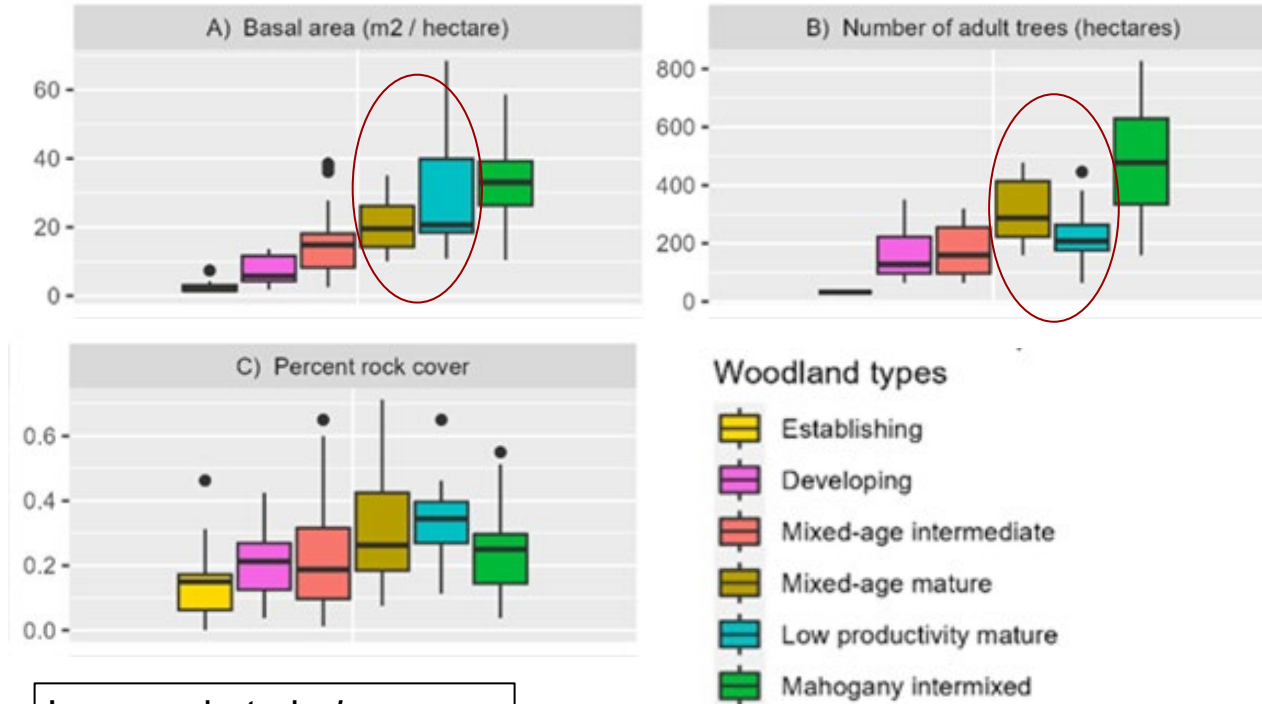 A) Basal area (m2 / hectare)
60
40
20
0
B) Number of adult trees (hectares)
800
600
400
200
0
C) Percent rock cover
0.6
0.4
0.2
0.0
Woodland types
Establishing
Developing
Mixed-age intermediate
Mixed-age mature
Low productivity mature
Mahogany intermixed